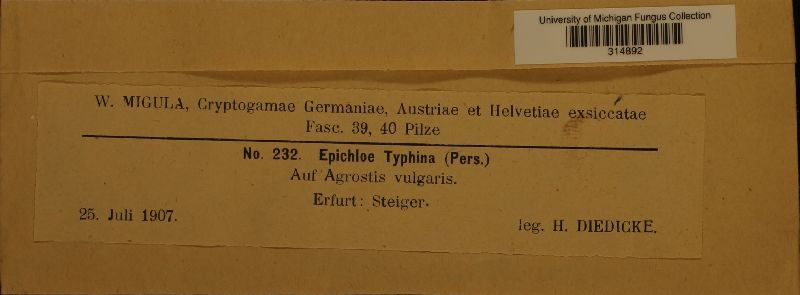 University of Michigan Fungus Collection
314892
W. MIGULA, Cryptogamae Germaniae, Austriae et Helvetiae exsiccatae
Fasc. 39, 40 Pilze
No. 232. Epichloe Typhina (Pers.)
Auf Agrostis vulgaris.
Erfurt: Steiger.
25. Juli 1907.
leg. H. DIEDICKE.